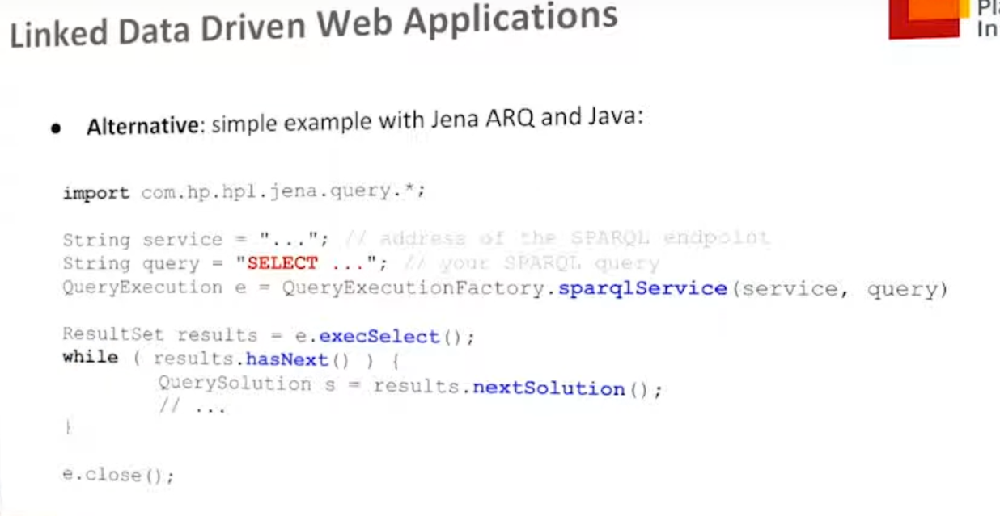 Linked Data Driven Web Applications
• Alternative: simple example with Jena ARQ and Java:
import com.hp.hpl.jena.query.*;
String service = "..."; // address of the SPARQL endpoint
String query = "SELECT ..."; // your SPARQL query
QueryExecution e = QueryExecutionFactory.sparqlService(service, query)
ResultSet results = e.execSelect();
while ( results.hasNext() ) {
QuerySolution s = results.nextSolution();
// ...
}
e.close();